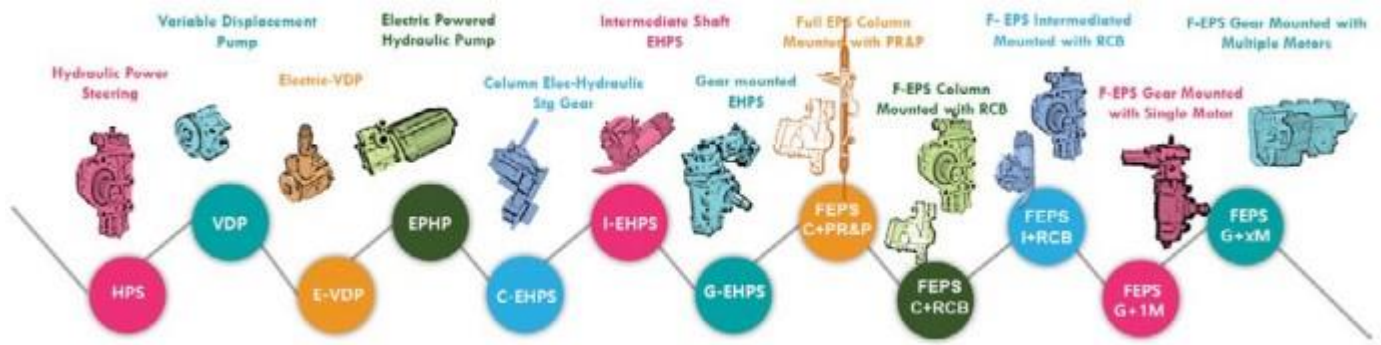 Variable Displacement
Pump
Electric Powered
Hydraulic Pump
Intermediate Shaft
EHPS
Full EPS Column
Mounted with PR&P
F- EPS Intermediated
Mounted with RCB
F-EPS Gear Mounted with
Multiple Motors
Hydraulic Power
Steering
Electric-VDP
Column Elec-Hydraulic
Stg Gear
Gear mounted
EHPS
F-EPS Column
Mounted with RCB
F-EPS Gear Mounted
with Single Motor
HPS
VDP
E-VDP
EPHP
C-EHPS
I-EHPS
G-EHPS
FEPS
C+PR&P
FEPS
C+RCB
FEPS
I+RCB
FEPS
G+1M
FEPS
G+xM